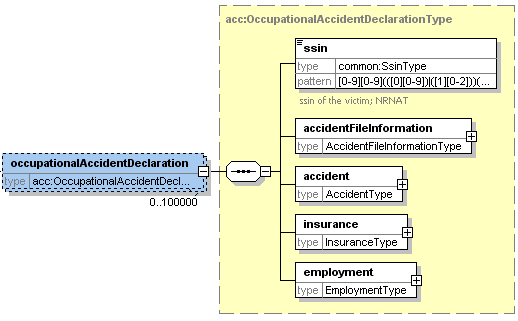 acc:OccupationalAccidentDeclarationType
ssin
type common:SsinType
pattern [0-9][0-9](([0][0-9])|([1][0-2]))(...
ssin of the victim; NRNAT
accidentFileInformation
type AccidentFileInformationType
occupationalAccidentDeclaration
type acc:OccupationalAccidentDecl...
0..100000
accident
type AccidentType
insurance
type InsuranceType
employment
type EmploymentType